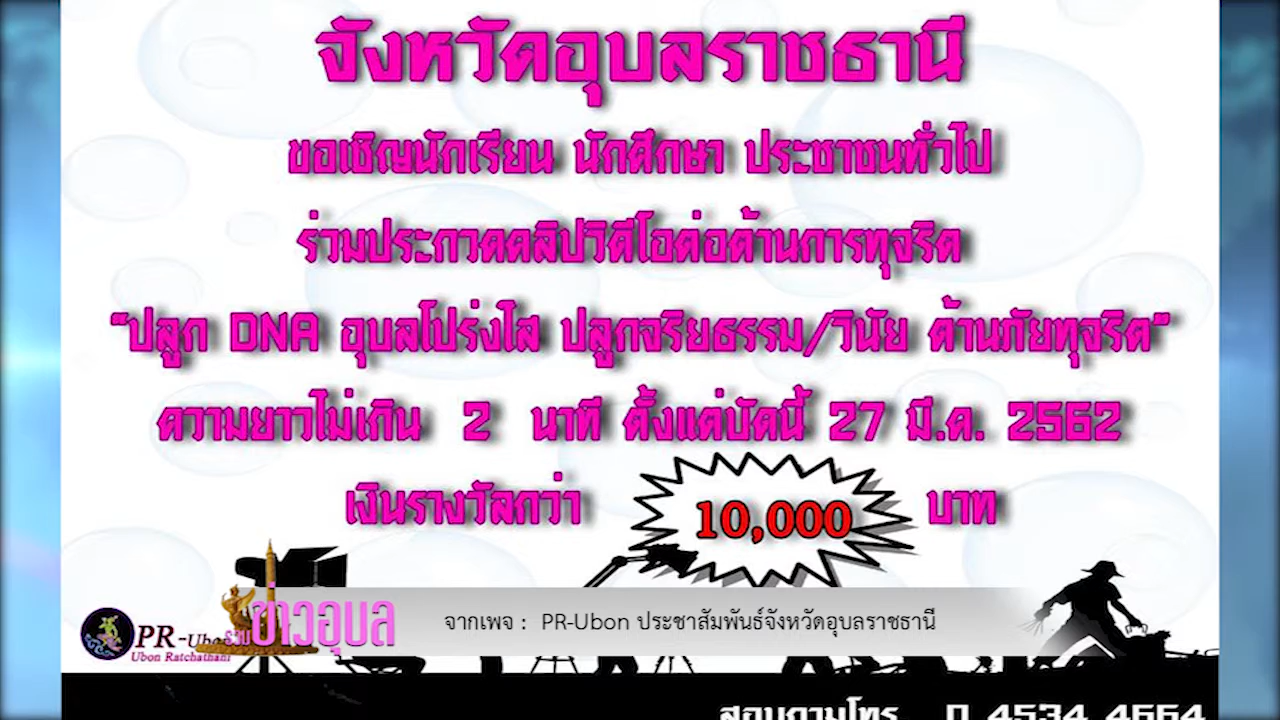 จังหวัดอุบลราชธานี
ขอเชิญนักเรียน นักศึกษา ประชาชนทั่วไป
ร่วมประกวดคลิปวิดีโอต่อต้านการทุจริต
"ปลูก DNA อุบลโปร่งใส ปลูกจริยธรรม/วินัย ต้านภัยทุจริต"
ความยาวไม่เกิน 2 นาที ตั้งแต่บัดนี้ 27 มี.ค. 2562
เงินรางวัลกว่า 10,000 บาท
PR-Ubon
Ubon Ratchathani
รวมข่าวอุบล
จากเพจ : PR-Ubon ประชาสัมพันธ์จังหวัดอุบลราชธานี
สอบถามโทร 0 4534 4664